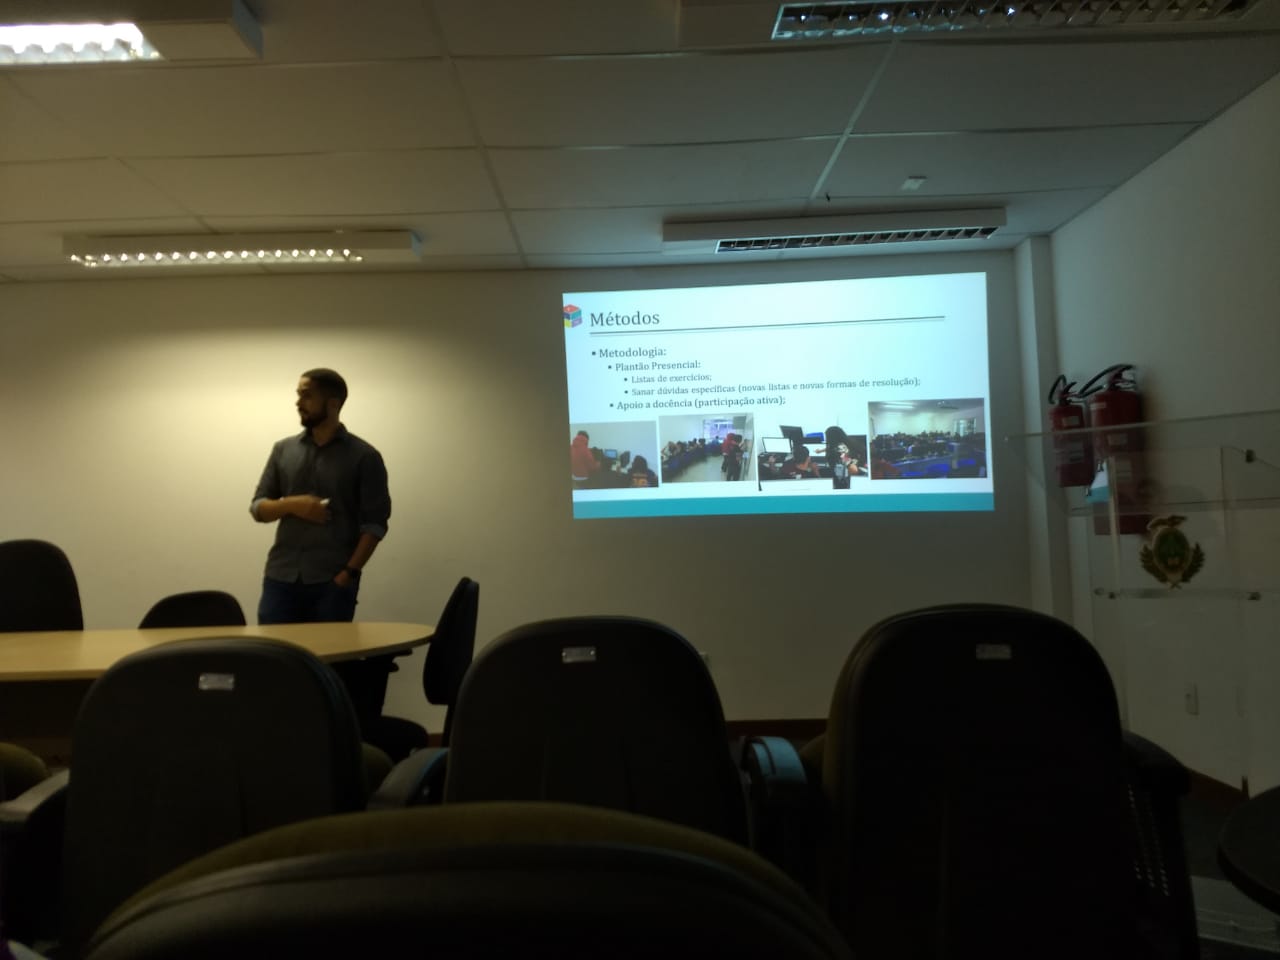 Métodos
▪ Metodologia:
▪ Plantão Presencial:
▪ Listas de exercícios;
▪ Sanar dúvidas específicas (novas listas e novas formas de resolução);
▪ Apoio a docência (participação ativa);